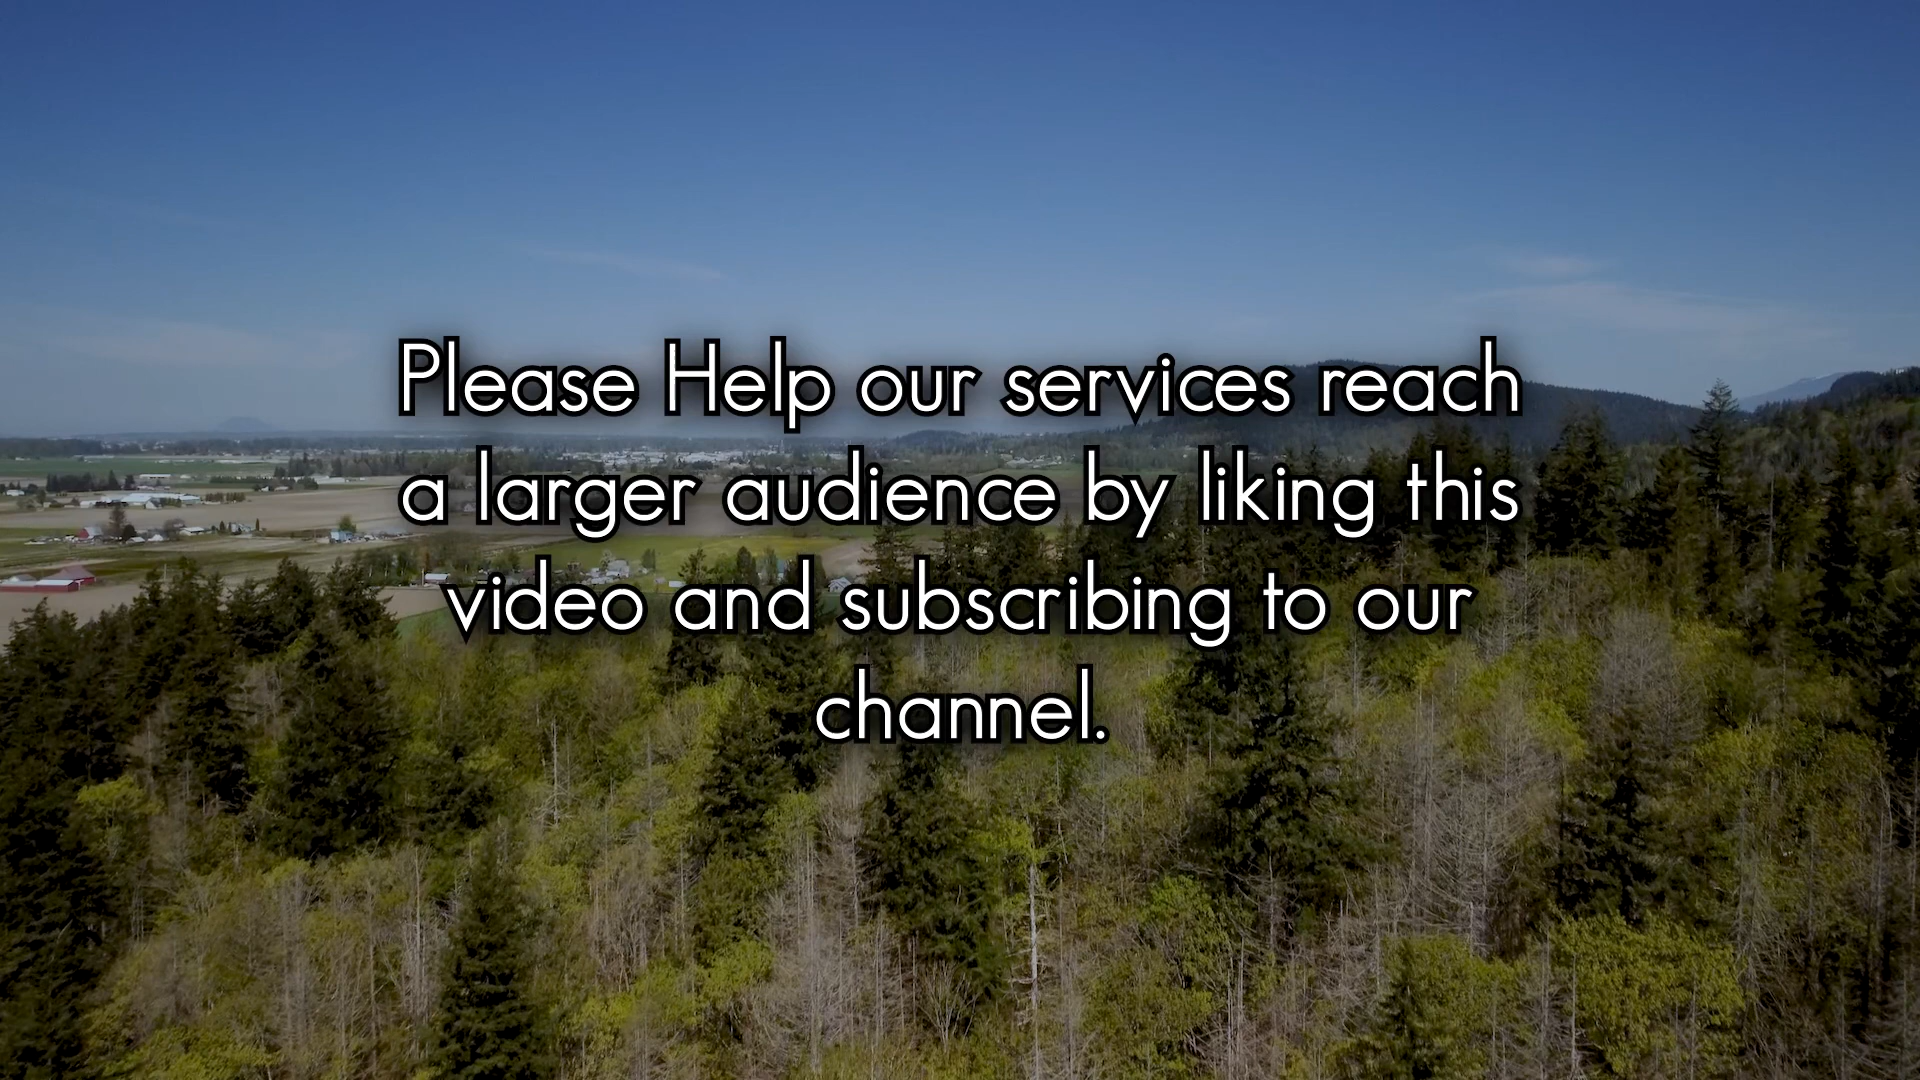 Please Help our services reach
a larger audience by liking this
video and subscribing to our
channel.